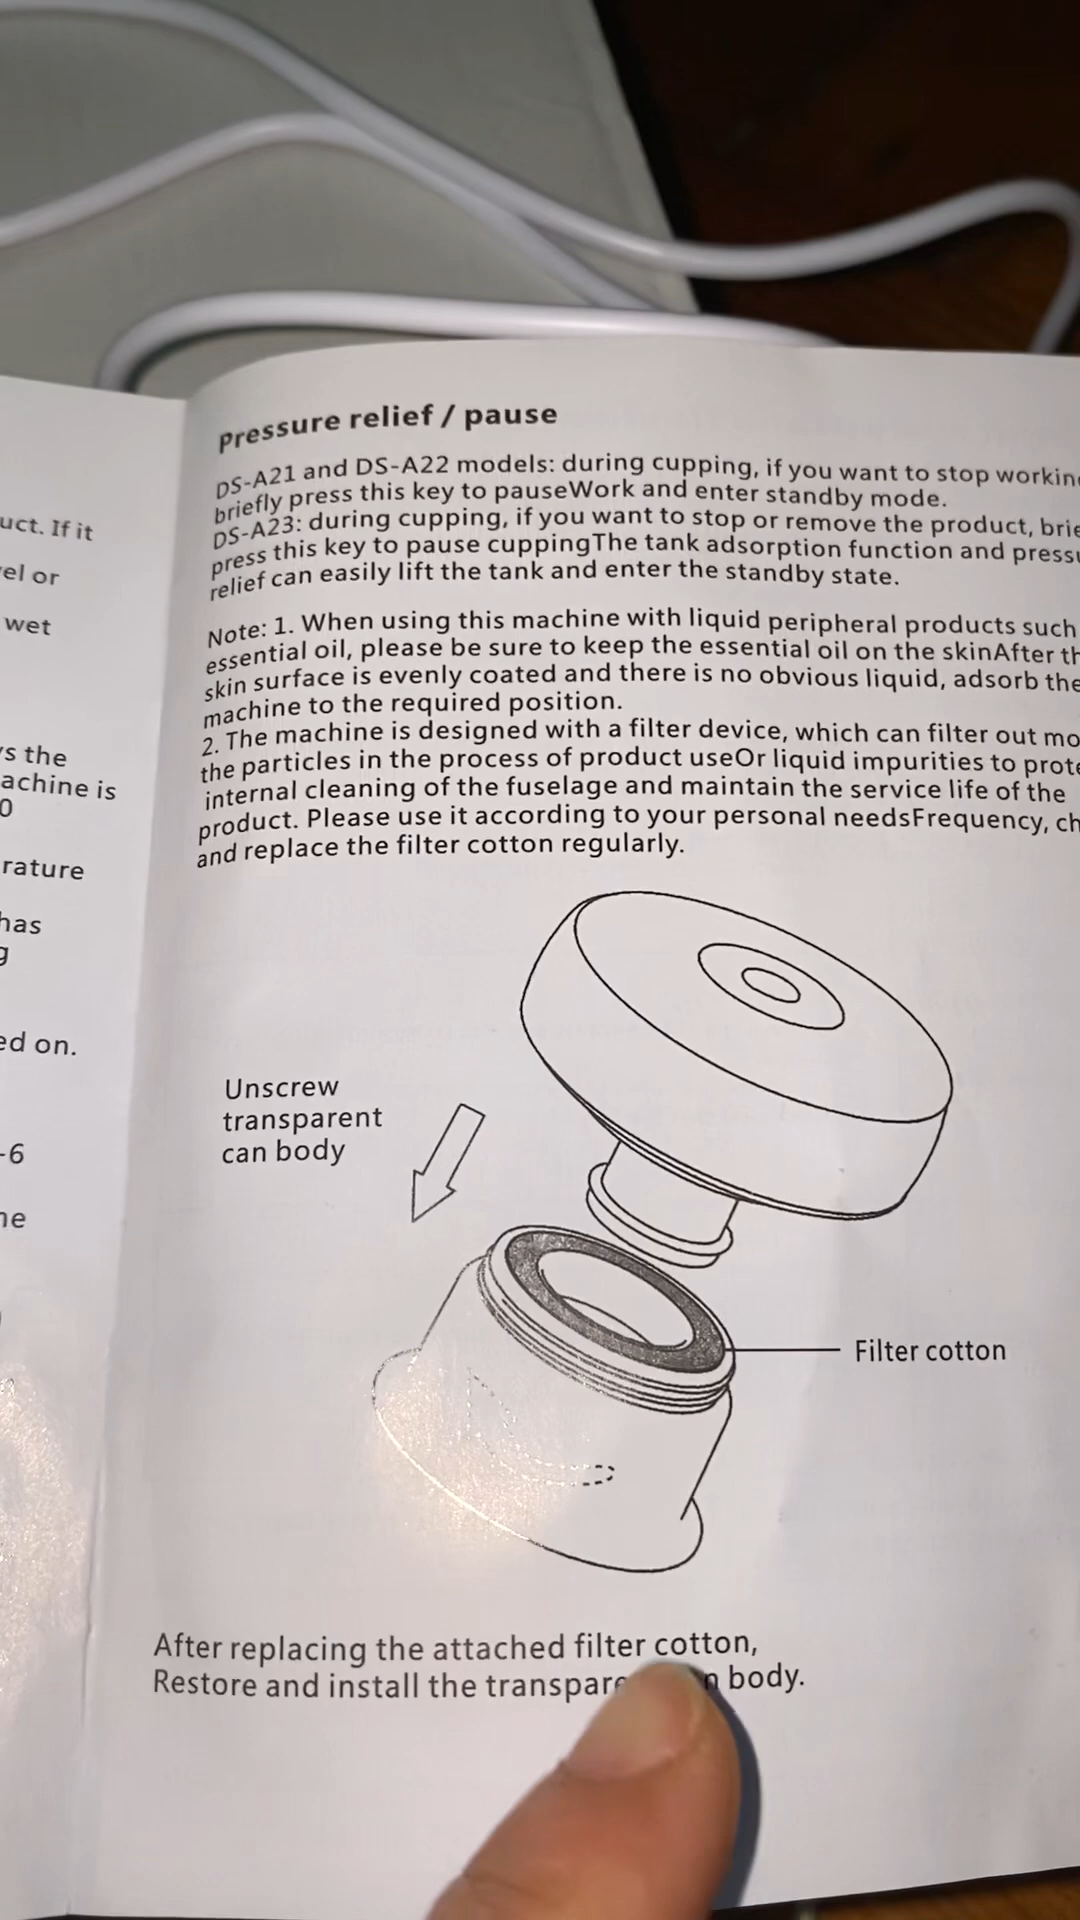 uct. If it
el or
wet
s the
achine is
0
rature
has
g
ed on.
-6
ne
Pressure relief / pause
DS-A21 and DS-A22 models: during cupping, if you want to stop workin
briefly press this key to pauseWork and enter standby mode.
DS-A23: during cupping, if you want to stop or remove the product, brie
press this key to pause cuppingThe tank adsorption function and pressu
relief can easily lift the tank and enter the standby state.
Note: 1. When using this machine with liquid peripheral products such
essential oil, please be sure to keep the essential oil on the skinAfter th
skin surface is evenly coated and there is no obvious liquid, adsorb the
machine to the required position.
2. The machine is designed with a filter device, which can filter out mo
the particles in the process of product useOr liquid impurities to prote
internal cleaning of the fuselage and maintain the service life of the
product. Please use it according to your personal needsFrequency, ch
and replace the filter cotton regularly.
Unscrew
transparent
can body
Filter cotton
After replacing the attached filter cotton,
Restore and install the transpare n body.